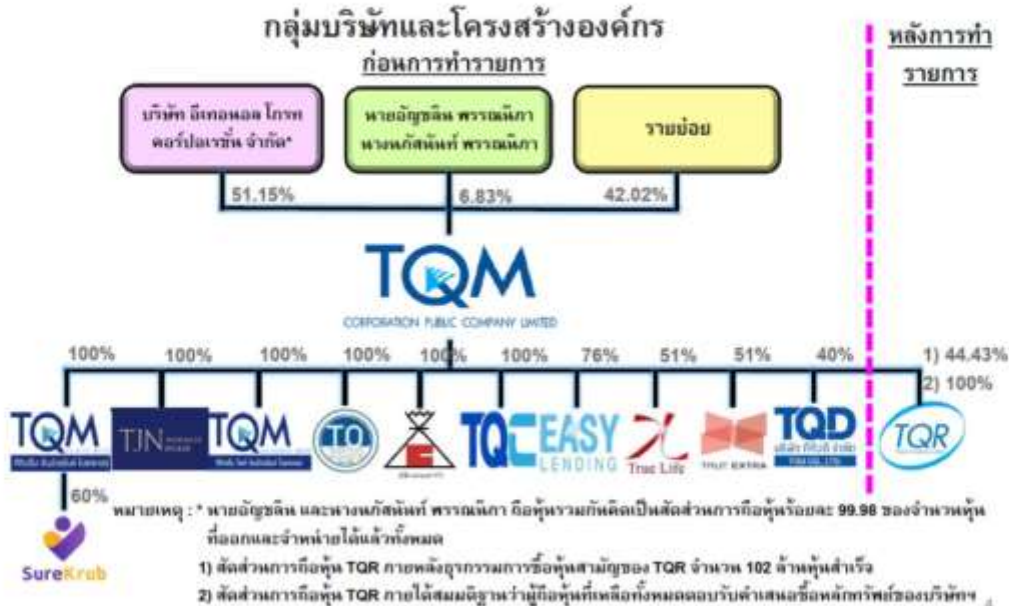 กลุ่มบริษัทและโครงสร้างองค์กร
ก่อนการทำรายการ
หลังการทำ
รายการ
บริษัท อีเทอนอล โกรท
คอร์ปอเรชั่น จำกัด*
นายอัญชลิน พรรณนิภา
นางนภัสนันท์ พรรณนิภา
รายย่อย
51.15%
6.83%
42.02%
TQM
CORPORATION PUBLIC COMPANY LIMITED
100% 100% 100% 100% 100% 100% 76% 51% 51% 40% 1) 44.43%
2) 100%
TQM
TJN
TQM
TQ
TQC
EASY
LENDING
True Life
TRUE EXTRA
TQD
TQR
60%
SureKrub
หมายเหตุ : * นายอัญชลิน และนางนภัสนันท์ พรรณนิภา ถือหุ้นรวมกันคิดเป็นสัดส่วนการถือหุ้นร้อยละ 99.98 ของจำนวนหุ้น
ที่ออกและจำหน่ายได้แล้วทั้งหมด
1) สัดส่วนการถือหุ้น TQR ภายหลังธุรกรรมการซื้อหุ้นสามัญของ TQR จำนวน 102 ล้านหุ้นสำเร็จ
2) สัดส่วนการถือหุ้น TQR ภายใต้สมมติฐานว่าผู้ถือหุ้นที่เหลือทั้งหมดตอบรับคำเสนอซื้อหลักทรัพย์ของบริษัทฯ